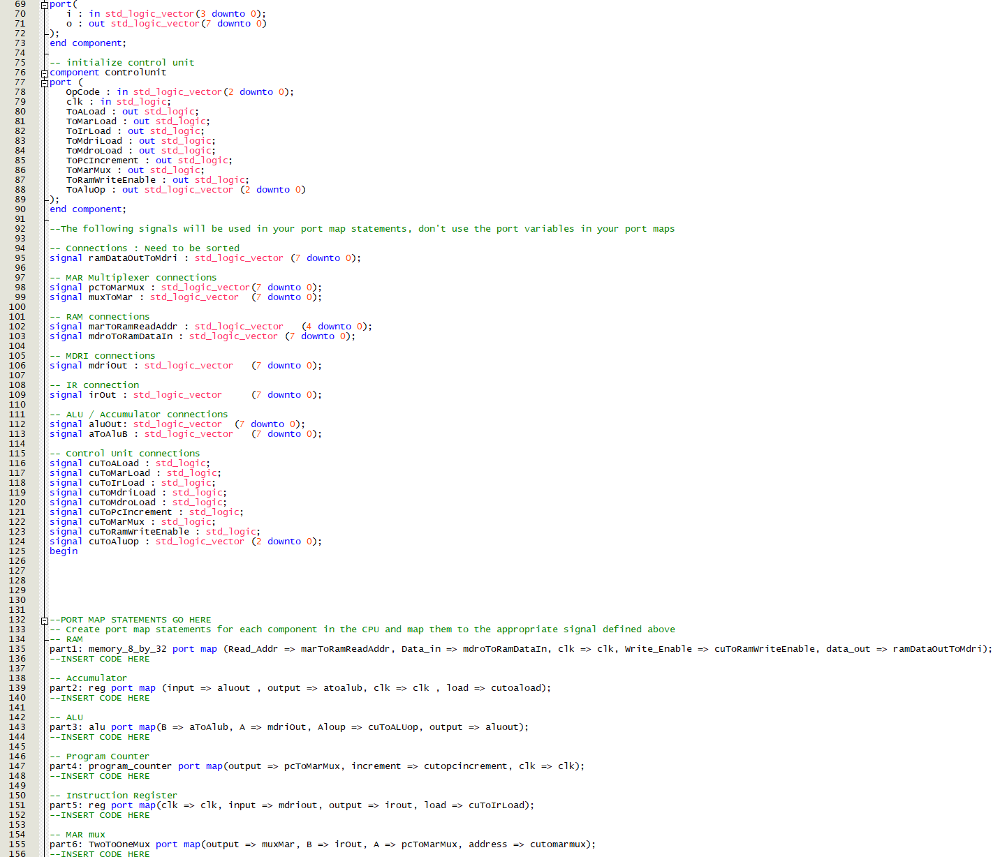 69 port(
70 i : in std_logic_vector(3 downto 0);
71 o : out std_logic_vector(7 downto 0)
72 );
73 end component;
74
75 -- initialize control unit
76 component ControlUnit
77 port (
78 OpCode : in std_logic_vector(2 downto 0);
79 clk : in std_logic;
80 ToALoad : out std_logic;
81 ToMarLoad : out std_logic;
82 ToIrLoad : out std_logic;
83 ToMdriLoad : out std_logic;
84 ToMdroLoad : out std_logic;
85 ToPcIncrement : out std_logic;
86 ToMarMux : out std_logic;
87 ToRamWriteEnable : out std_logic;
88 ToAluOp : out std_logic_vector (2 downto 0)
89 );
90 end component;
91
92 --The following signals will be used in your port map statements, don't use the port variables in your port maps
93
94 -- Connections : Need to be sorted
95 signal ramDataOutToMdri : std_logic_vector (7 downto 0);
96
97 -- MAR Multiplexer connections
98 signal pcToMarMux : std_logic_vector(7 downto 0);
99 signal muxToMar : std_logic_vector (7 downto 0);
100
101 -- RAM connections
102 signal marToRamReadAddr : std_logic_vector (4 downto 0);
103 signal mdroToRamDataIn : std_logic_vector (7 downto 0);
104
105 -- MDRI connections
106 signal mdriOut : std_logic_vector (7 downto 0);
107
108 -- IR connection
109 signal irOut : std_logic_vector (7 downto 0);
110
111 -- ALU / Accumulator connections
112 signal aluOut: std_logic_vector (7 downto 0);
113 signal aToAluB : std_logic_vector (7 downto 0);
114
115 -- Control Unit connections
116 signal cuToALoad : std_logic;
117 signal cuToMarLoad : std_logic;
118 signal cuToIrLoad : std_logic;
119 signal cuToMdriLoad : std_logic;
120 signal cuToMdroLoad : std_logic;
121 signal cuToPcIncrement : std_logic;
122 signal cuToMarMux : std_logic;
123 signal cuToRamWriteEnable : std_logic;
124 signal cuToAluOp : std_logic_vector (2 downto 0);
125 begin
126
127
128
129
130
131
132 --PORT MAP STATEMENTS GO HERE
133 -- Create port map statements for each component in the CPU and map them to the appropriate signal defined above
134 -- RAM
135 part1: memory_8_by_32 port map (Read_Addr => marToRamReadAddr, Data_in => mdroToRamDataIn, clk => clk, Write_Enable => cuToRamWriteEnable, data_out => ramDataOutToMdri);
136 --INSERT CODE HERE
137
138 -- Accumulator
139 part2: reg port map (input => aluout , output => atoalub, clk => clk , load => cutoaload);
140 --INSERT CODE HERE
141
142 -- ALU
143 part3: alu port map(B => aToAlub, A => mdriOut, Aloup => cuToALUop, output => aluout);
144 --INSERT CODE HERE
145
146 -- Program Counter
147 part4: program_counter port map(output => pcToMarMux, increment => cutopcincrement, clk => clk);
148 --INSERT CODE HERE
149
150 -- Instruction Register
151 part5: reg port map(clk => clk, input => mdriout, output => irout, load => cuToIrLoad);
152 --INSERT CODE HERE
153
154 -- MAR mux
155 part6: TwoToOneMux port map(output => muxMar, B => irOut, A => pcToMarMux, address => cutomarmux);
156 --INSERT CODE HERE